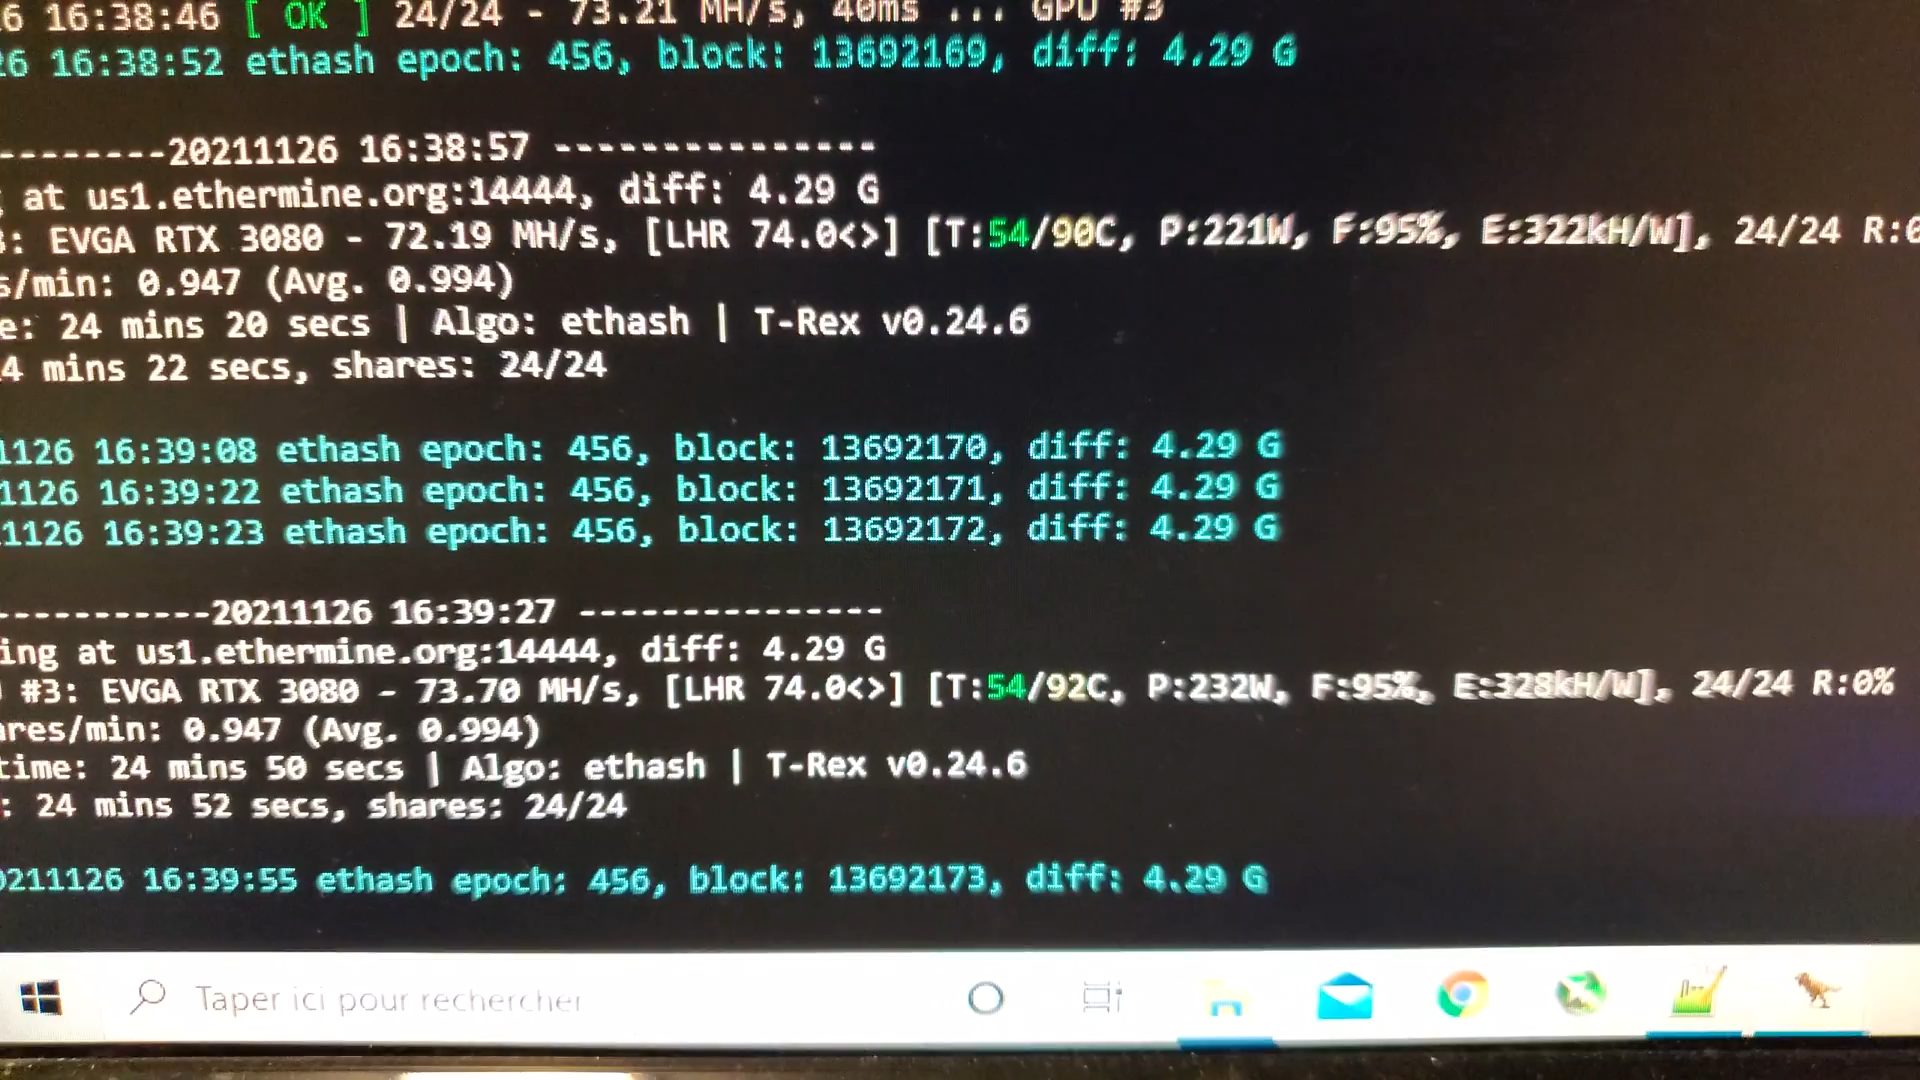 6 16:38:46 [ OK ] 24/24 - 73.21 MH/s, 40ms ... GPU #3
26 16:38:52 ethash epoch: 456, block: 13692169, diff: 4.29 G
--------20211126 16:38:57 ---------------
at us1.ethermine.org:14444, diff: 4.29 G
: EVGA RTX 3080 - 72.19 MH/s, [LHR 74.0<>] [T:54/90C, P:221W, F:95%, E:322kH/W], 24/24 R:0
s/min: 0.947 (Avg. 0.994)
e: 24 mins 20 secs | Algo: ethash | T-Rex v0.24.6
4 mins 22 secs, shares: 24/24
1126 16:39:08 ethash epoch: 456, block: 13692170, diff: 4.29 G
1126 16:39:22 ethash epoch: 456, block: 13692171, diff: 4.29 G
1126 16:39:23 ethash epoch: 456, block: 13692172, diff: 4.29 G
-----------20211126 16:39:27 ---------------
ing at us1.ethermine.org:14444, diff: 4.29 G
#3: EVGA RTX 3080 - 73.70 MH/s, [LHR 74.0<>] [T:54/92C, P:232W, F:95%, E:328kH/W], 24/24 R:0%
ares/min: 0.947 (Avg. 0.994)
time: 24 mins 50 secs | Algo: ethash | T-Rex v0.24.6
: 24 mins 52 secs, shares: 24/24
0211126 16:39:55 ethash epoch: 456, block: 13692173, diff: 4.29 G
Taper ici pour rechercher